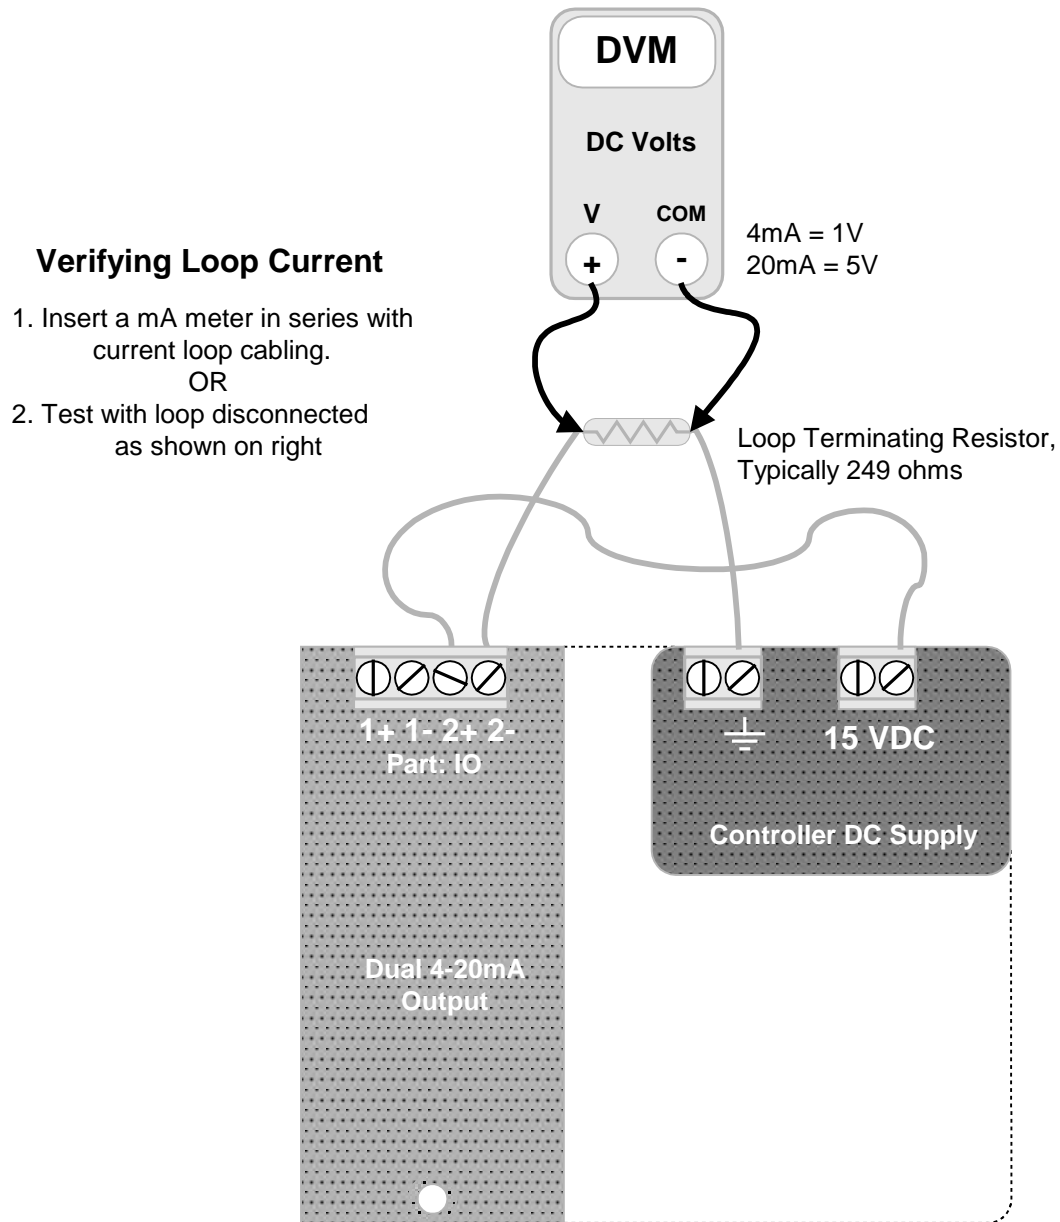 DVM
DC Volts
V COM
+ -
4mA = 1V
20mA = 5V
Verifying Loop Current
1. Insert a mA meter in series with
current loop cabling.
OR
2. Test with loop disconnected
as shown on right
Loop Terminating Resistor,
Typically 249 ohms
1+ 1- 2+ 2-
Part: IO
15 VDC
Controller DC Supply
Dual 4-20mA
Output